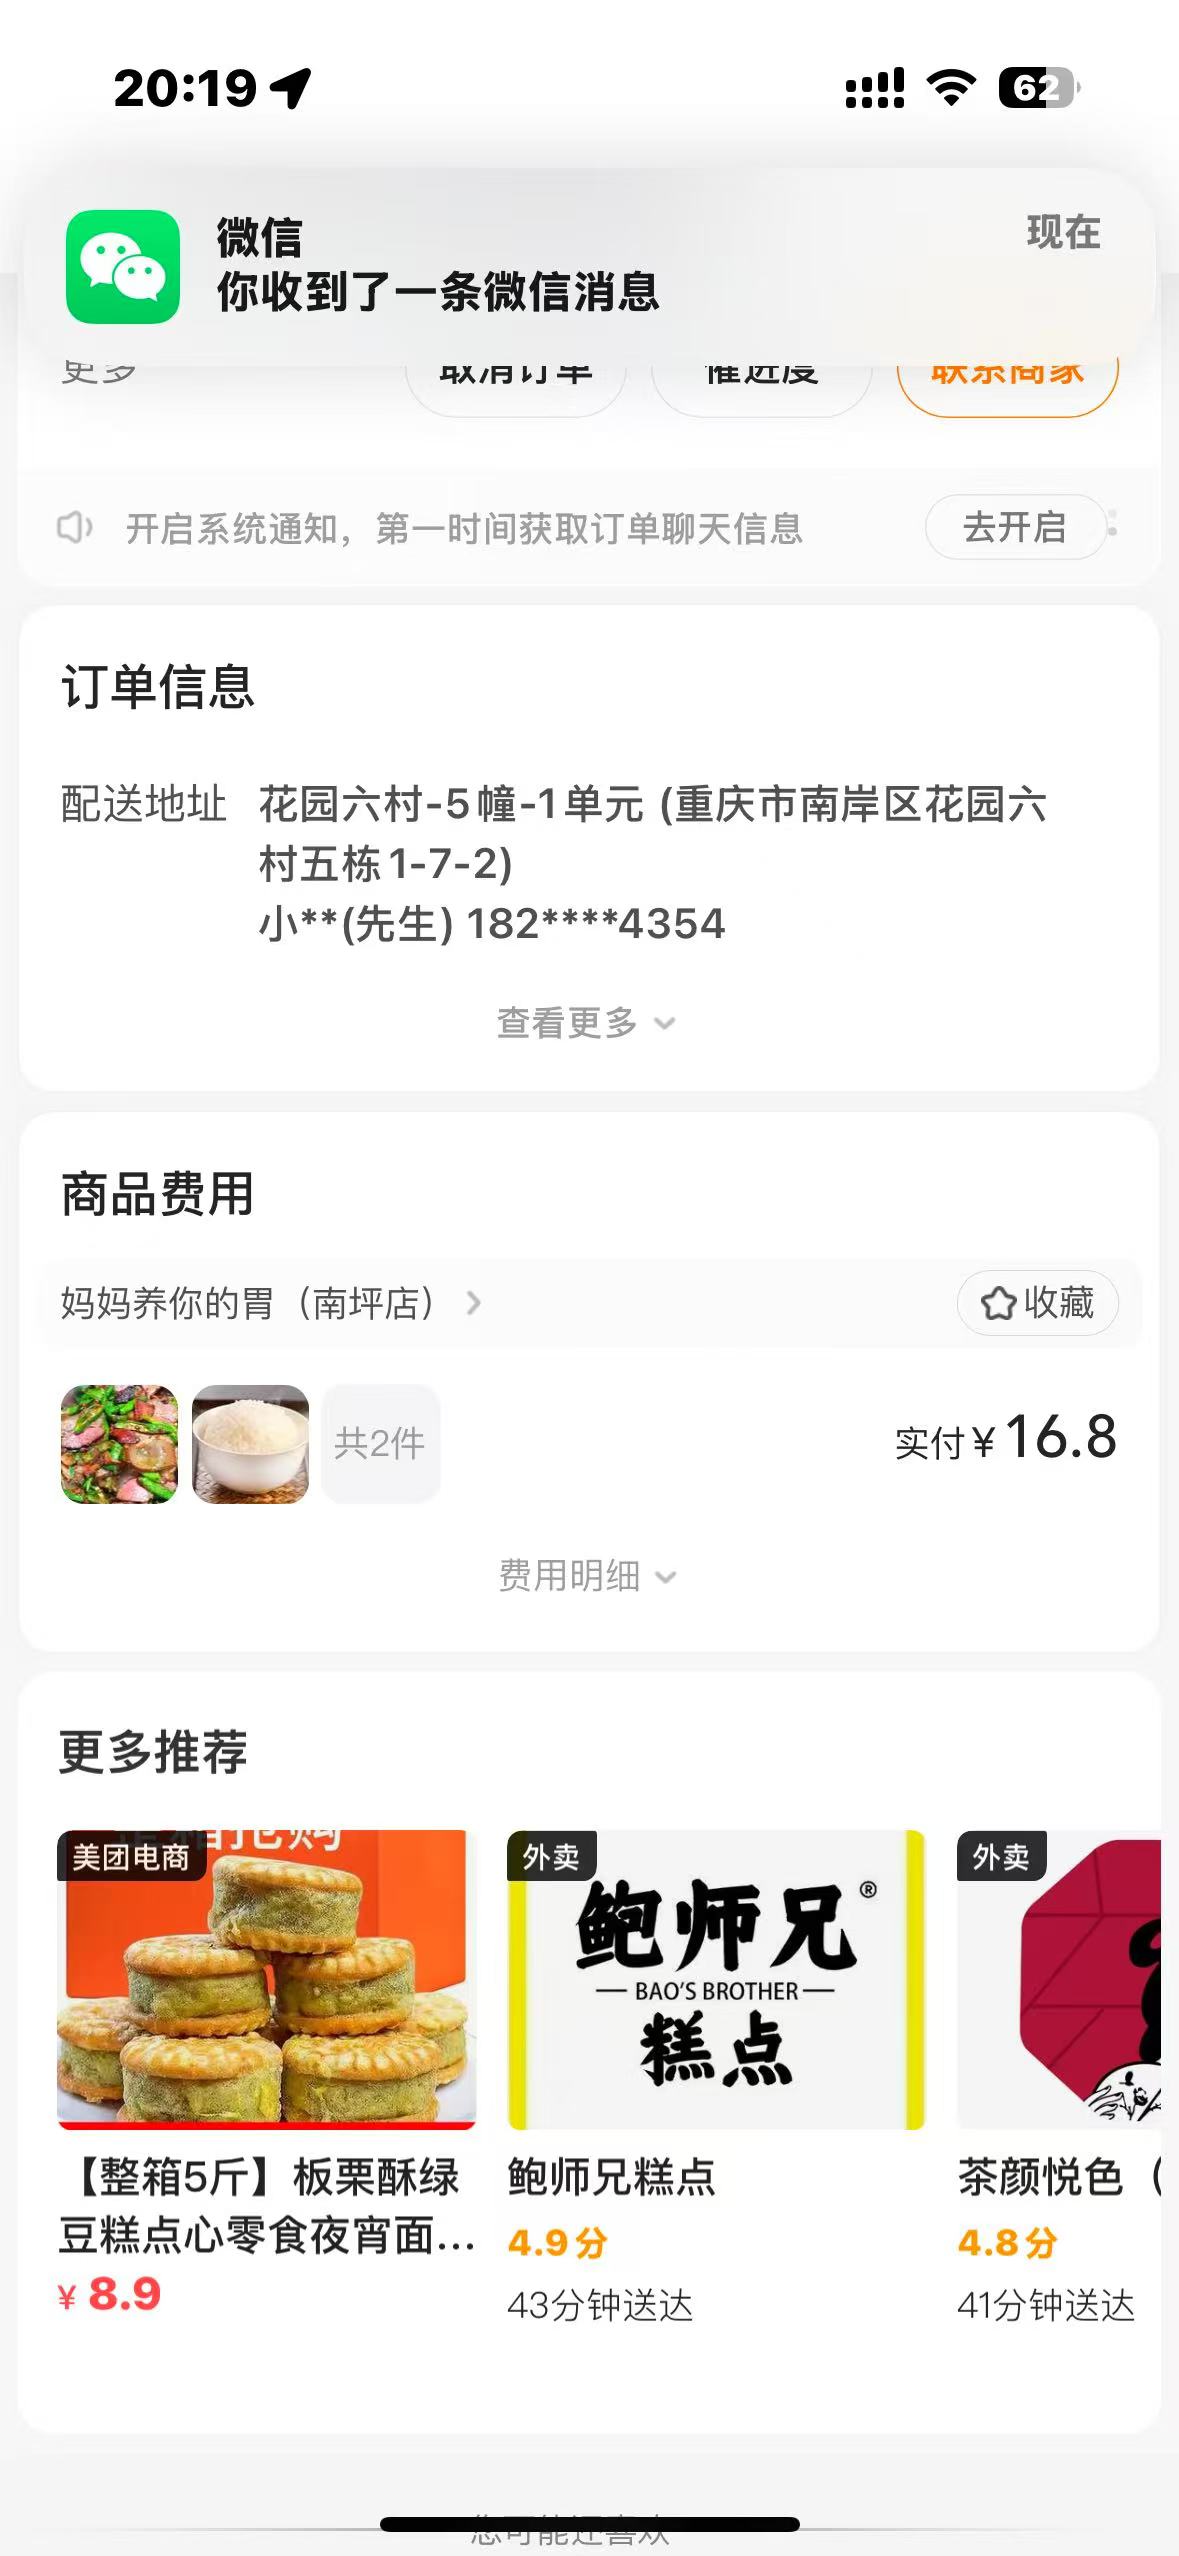 20:19
62
微信
现在
你收到了一条微信消息
更多
取消订单
催进度
联系商家
开启系统通知，第一时间获取订单聊天信息
去开启
订单信息
配送地址
花园六村-5幢-1单元 (重庆市南岸区花园六
村五栋1-7-2)
小**(先生) 182****4354
查看更多
商品费用
妈妈养你的胃（南坪店）
收藏
共2件
实付¥16.8
费用明细
更多推荐
美团电商
外卖
鲍师兄®
BAO'S BROTHER
糕点
外卖
【整箱5斤】板栗酥绿
豆糕点心零食夜宵面...
¥8.9
鲍师兄糕点
4.9分
43分钟送达
茶颜悦色（
4.8分
41分钟送达
您可能还喜欢